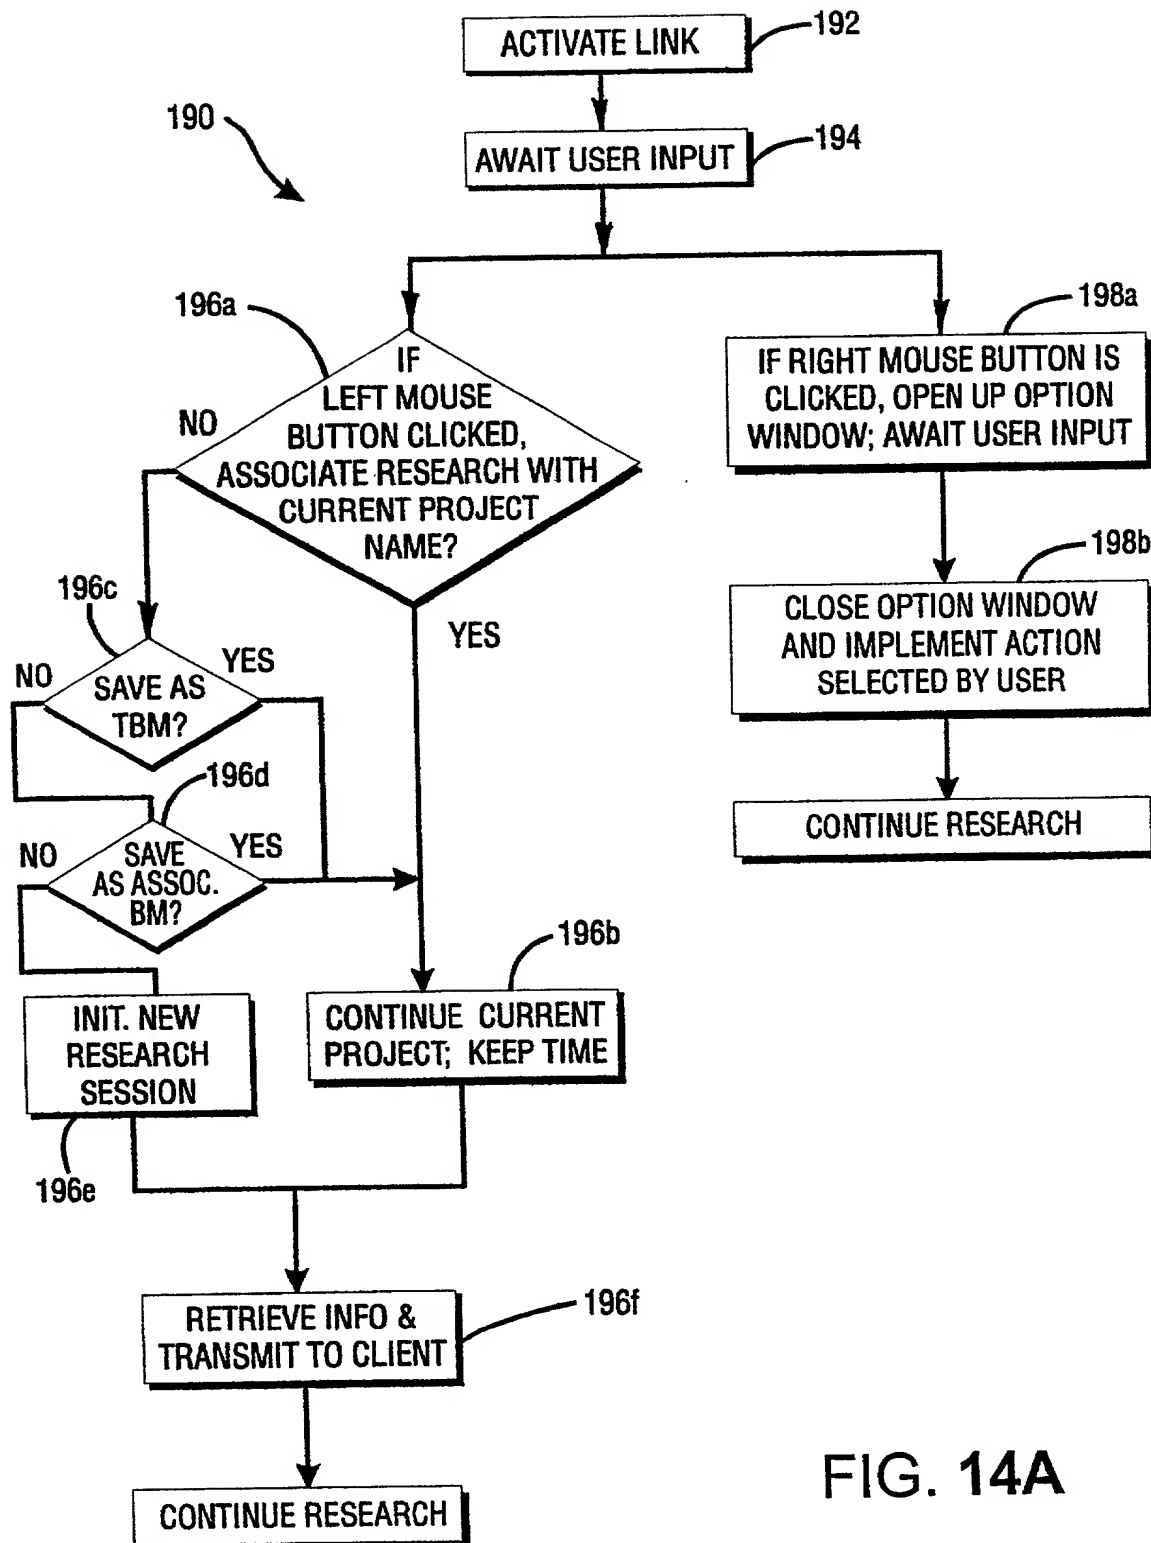 ACTIVATE LINK
192
190
AWAIT USER INPUT
194
196a
IF
LEFT MOUSE
BUTTON CLICKED,
ASSOCIATE RESEARCH WITH
CURRENT PROJECT
NAME?
NO
YES
198a
IF RIGHT MOUSE BUTTON IS
CLICKED, OPEN UP OPTION
WINDOW; AWAIT USER INPUT
198b
CLOSE OPTION WINDOW
AND IMPLEMENT ACTION
SELECTED BY USER
CONTINUE RESEARCH
196c
NO
YES
SAVE AS
TBM?
196d
NO
YES
SAVE
AS ASSOC.
BM?
196b
INIT. NEW
RESEARCH
SESSION
196e
CONTINUE CURRENT
PROJECT; KEEP TIME
RETRIEVE INFO &
TRANSMIT TO CLIENT
196f
CONTINUE RESEARCH
FIG. 14A